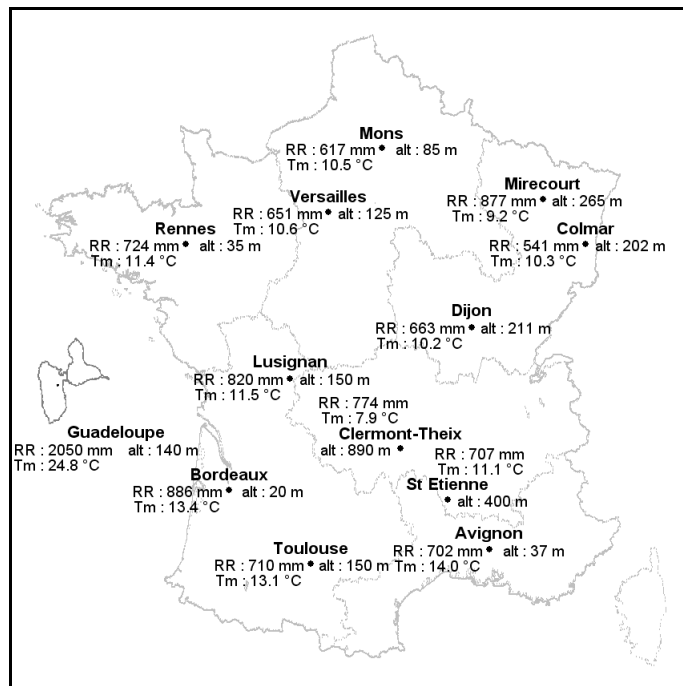 Mons
RR : 617 mm alt : 85 m
Tm : 10.5 °C
Mirecourt
RR : 877 mm alt : 265 m
Tm : 9.2 °C
Versailles
RR : 651 mm alt : 125 m
Tm : 10.6 °C
Rennes
RR : 724 mm alt : 35 m
Tm : 11.4 °C
Colmar
RR : 541 mm alt : 202 m
Tm : 10.3 °C
Dijon
RR : 663 mm alt : 211 m
Tm : 10.2 °C
Lusignan
RR : 820 mm alt : 150 m
Tm : 11.5 °C
RR : 774 mm
Tm : 7.9 °C
Clermont-Theix
alt : 890 m
Guadeloupe
RR : 2050 mm alt : 140 m
Tm : 24.8 °C
RR : 707 mm
Tm : 11.1 °C
St Etienne
alt : 400 m
Bordeaux
RR : 886 mm alt : 20 m
Tm : 13.4 °C
Avignon
RR : 702 mm alt : 37 m
Tm : 14.0 °C
Toulouse
RR : 710 mm alt : 150 m
Tm : 13.1 °C